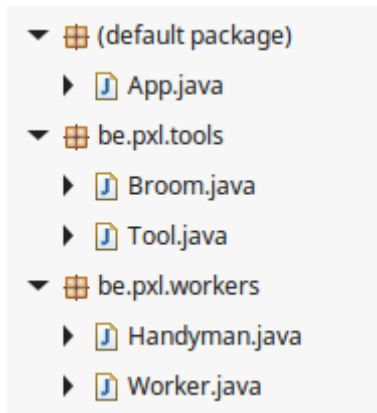 (default package)
J App.java
be.pxl.tools
J Broom.java
J Tool.java
be.pxl.workers
J Handyman.java
J Worker.java